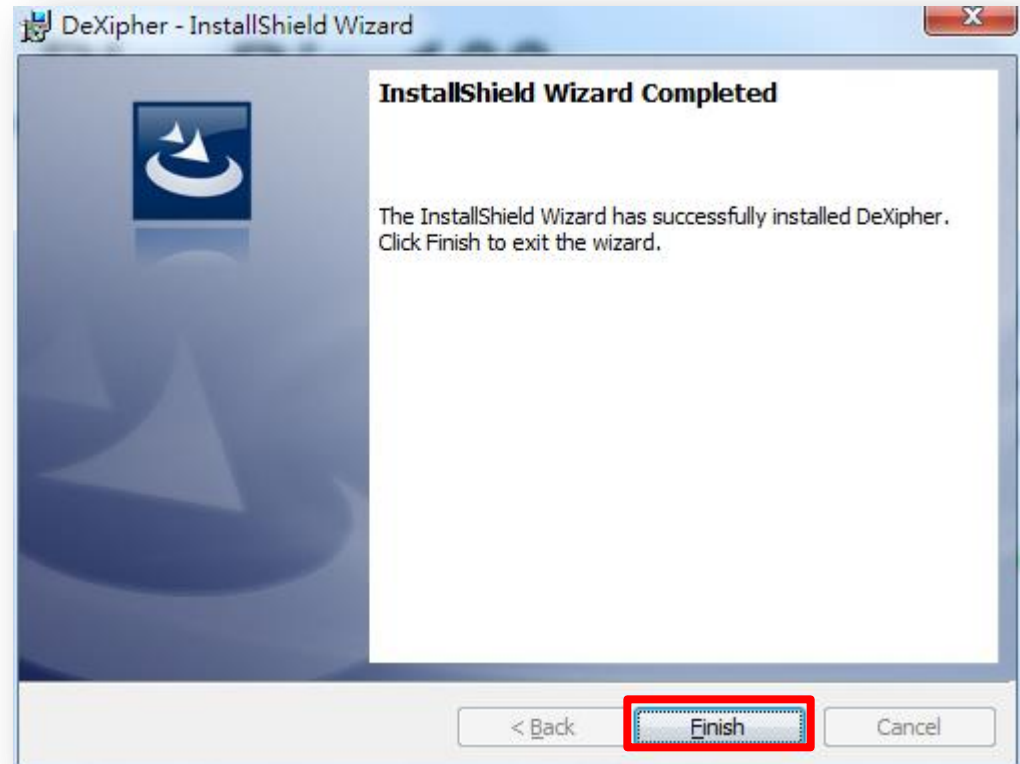 DeXipher - InstallShield Wizard
InstallShield Wizard Completed
The InstallShield Wizard has successfully installed DeXipher.
Click Finish to exit the wizard.
< Back
Finish
Cancel